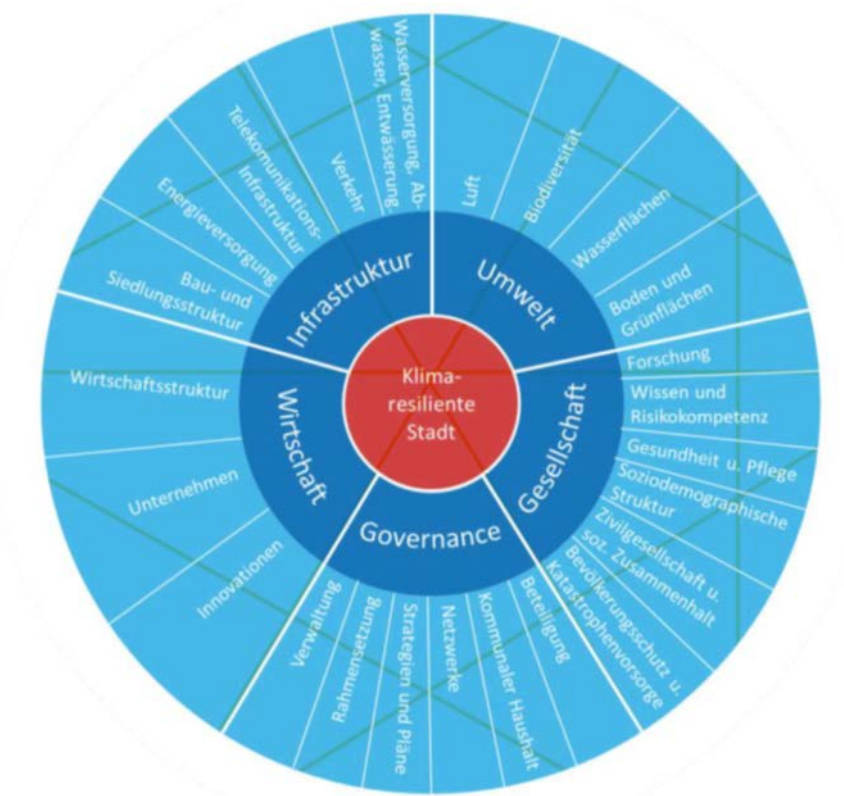 Klima-
resiliente
Stadt
Umwelt
Luft
Biodiversität
Wasserflächen
Boden und
Grünflächen
Gesellschaft
Forschung
Wissen und
Risikokompetenz
Gesundheit u. Pflege
Soziodemographische
Struktur
Zivilgesellschaft u.
soz. Zusammenhalt
Bevölkerungsschutz u.
Katastrophenvorsorge
Governance
Beteiligung
Kommunaler Haushalt
Netzwerke
Strategien und Pläne
Rahmensetzung
Verwaltung
Wirtschaft
Innovationen
Unternehmen
Wirtschaftsstruktur
Infrastruktur
Bau- und
Siedlungsstruktur
Energieversorgung
Telekomunikations-
Infrastruktur
Verkehr
Wasserversorgung, Ab-
wasser, Entwässerung